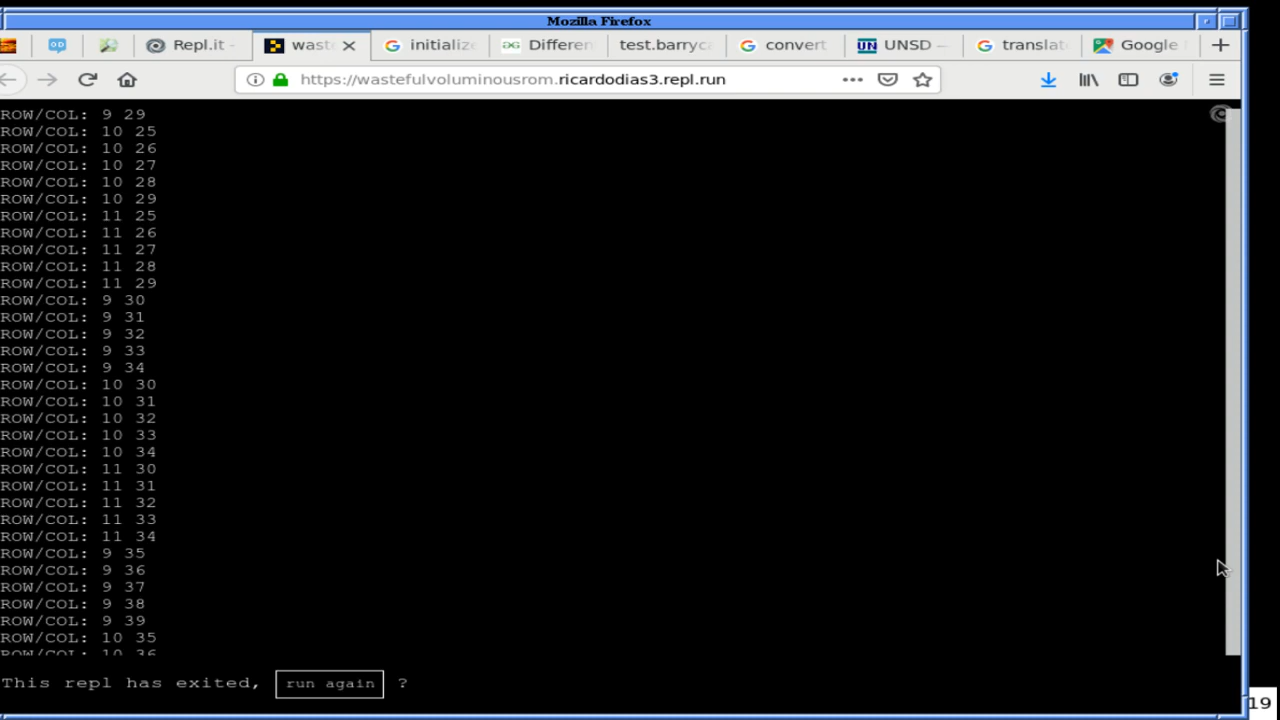 Mozilla Firefox
Repl.it - wast initializ Differen test.barryc convert UN UNSD — translat Google
https://wastefulvoluminousrom.ricardodias3.repl.run
ROW/COL: 9 29
ROW/COL: 10 25
ROW/COL: 10 26
ROW/COL: 10 27
ROW/COL: 10 28
ROW/COL: 10 29
ROW/COL: 11 25
ROW/COL: 11 26
ROW/COL: 11 27
ROW/COL: 11 28
ROW/COL: 11 29
ROW/COL: 9 30
ROW/COL: 9 31
ROW/COL: 9 32
ROW/COL: 9 33
ROW/COL: 9 34
ROW/COL: 10 30
ROW/COL: 10 31
ROW/COL: 10 32
ROW/COL: 10 33
ROW/COL: 10 34
ROW/COL: 11 30
ROW/COL: 11 31
ROW/COL: 11 32
ROW/COL: 11 33
ROW/COL: 11 34
ROW/COL: 9 35
ROW/COL: 9 36
ROW/COL: 9 37
ROW/COL: 9 38
ROW/COL: 9 39
ROW/COL: 10 35
ROW/COL: 10 36
This repl has exited, run again ?
19